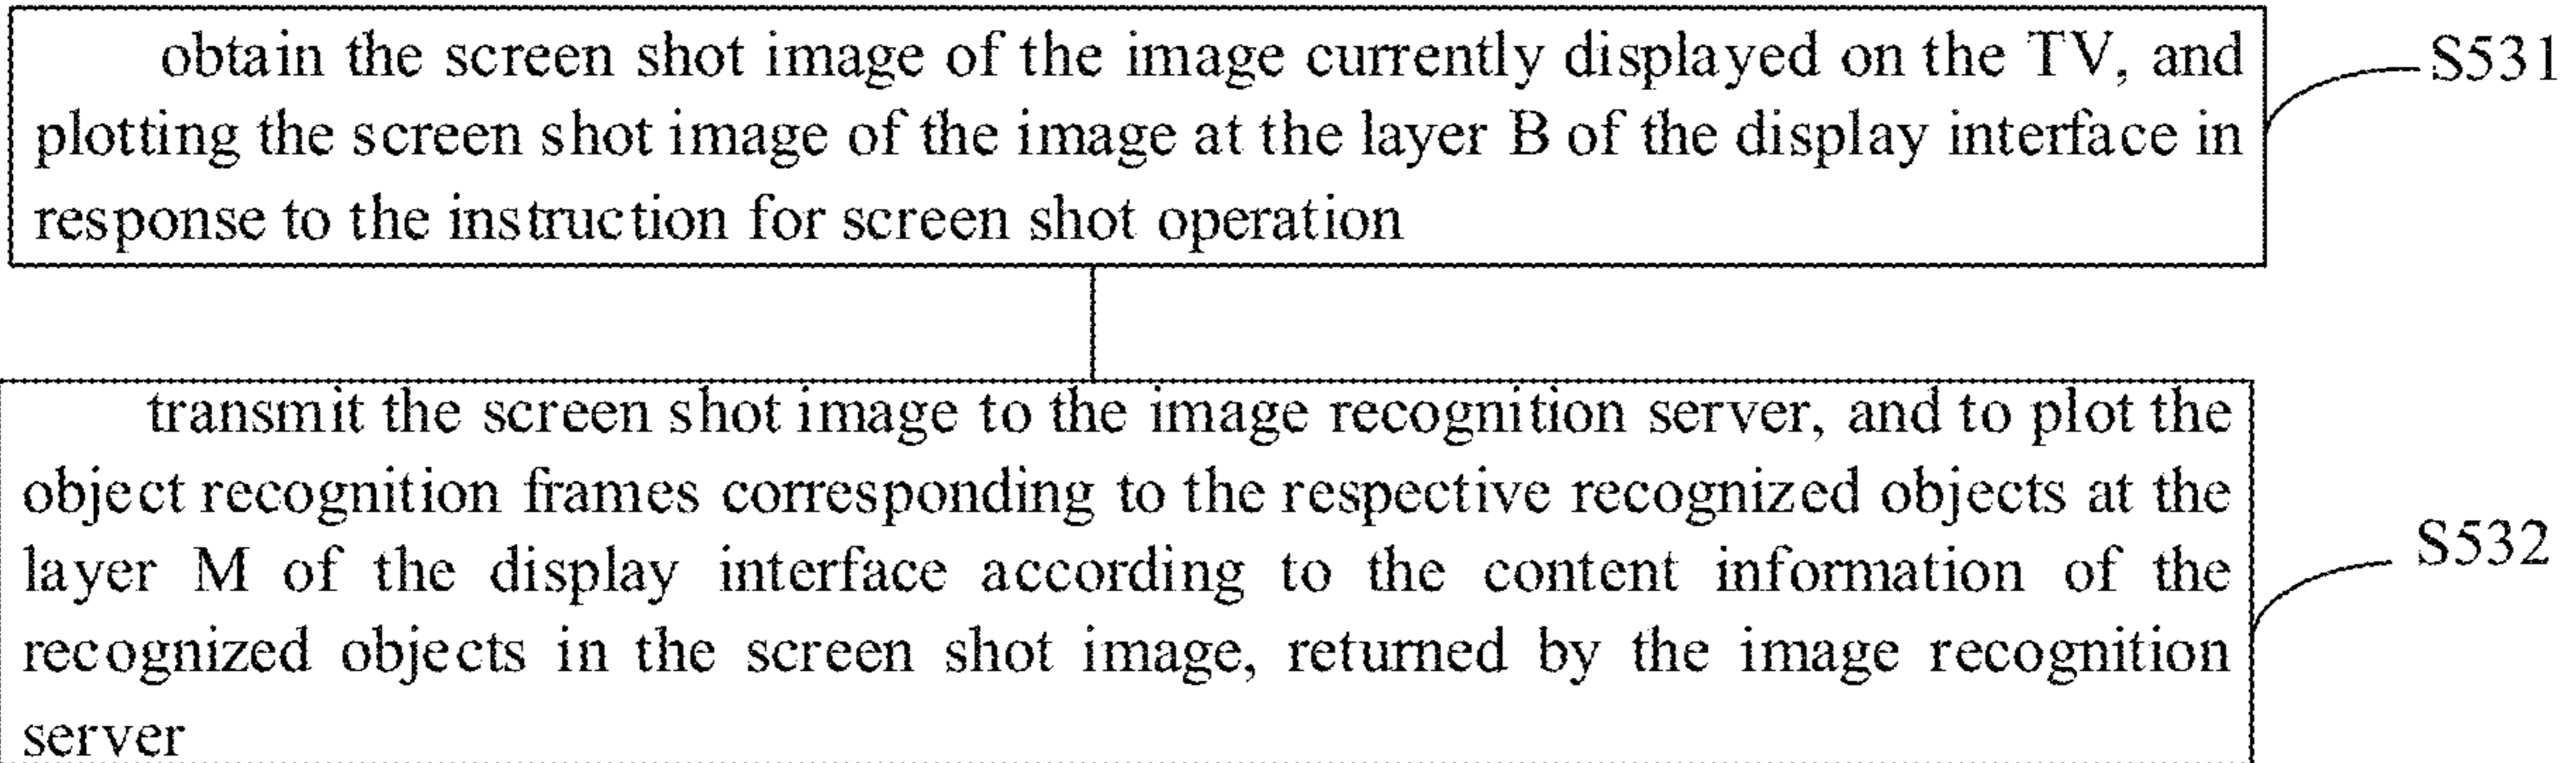 obtain the screen shot image of the image currently displayed on the TV, and
S531
plotting the screen shot image of the image at the layer B of the display interface in
response to the instruction for screen shot operation
transmit the screen shot image to the image recognition server, and to plot the
object recognition frames corresponding to the respective recognized objects at the
S532
layer M of the display interface according to the content information of the
recognized objects in the screen shot image, returned by the image recognition
server